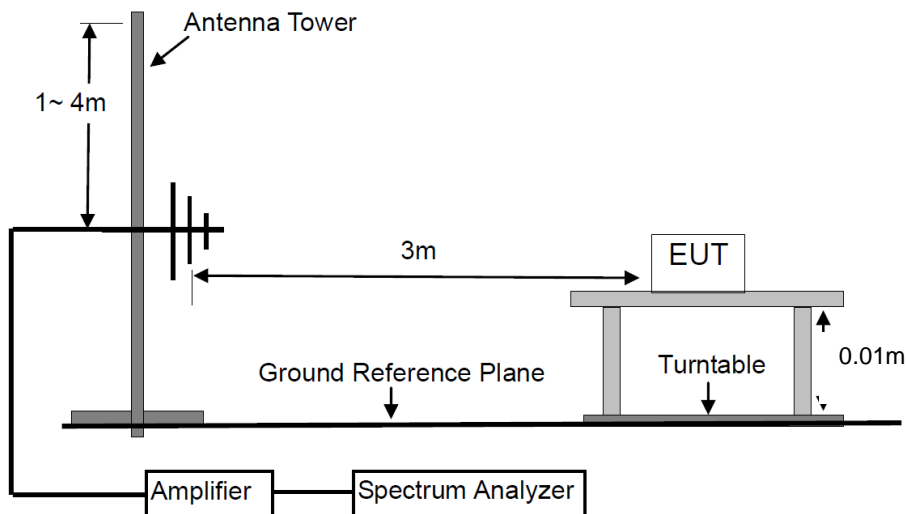 Antenna Tower
1~ 4m
3m
EUT
0.01m
Ground Reference Plane
Turntable
Amplifier
Spectrum Analyzer